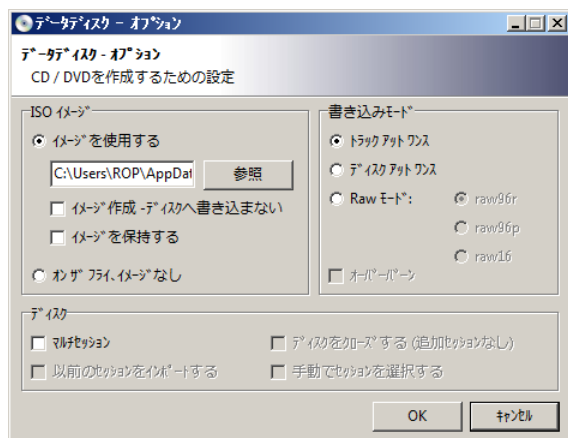 ﾃﾞｰﾀﾃﾞｨｽｸ - ｵﾌﾟｼｮﾝ
ﾃﾞｰﾀﾃﾞｨｽｸ - ｵﾌﾟｼｮﾝ
CD / DVDを作成するための設定
ISO ｲﾒｰｼﾞ
ｲﾒｰｼﾞを使用する
C:\Users\ROP\AppDat
参照
ｲﾒｰｼﾞ作成 -ﾃﾞｨｽｸへ書き込まない
ｲﾒｰｼﾞを保持する
ｵﾝ ｻﾞ ﾌﾗｲ､ｲﾒｰｼﾞなし
書き込みﾓｰﾄﾞ
ﾄﾗｯｸ ｱｯﾄ ﾜﾝｽ
ﾃﾞｨｽｸ ｱｯﾄ ﾜﾝｽ
Raw ﾓｰﾄﾞ:
raw96r
raw96p
raw16
ｵｰﾊﾞｰﾊﾞｰﾝ
ﾃﾞｨｽｸ
ﾏﾙﾁｾｯｼｮﾝ
ﾃﾞｨｽｸをｸﾛｰｽﾞする (追加ｾｯｼｮﾝなし)
以前のｾｯｼｮﾝをｲﾝﾎﾟｰﾄする
手動でｾｯｼｮﾝを選択する
OK
ｷｬﾝｾﾙ